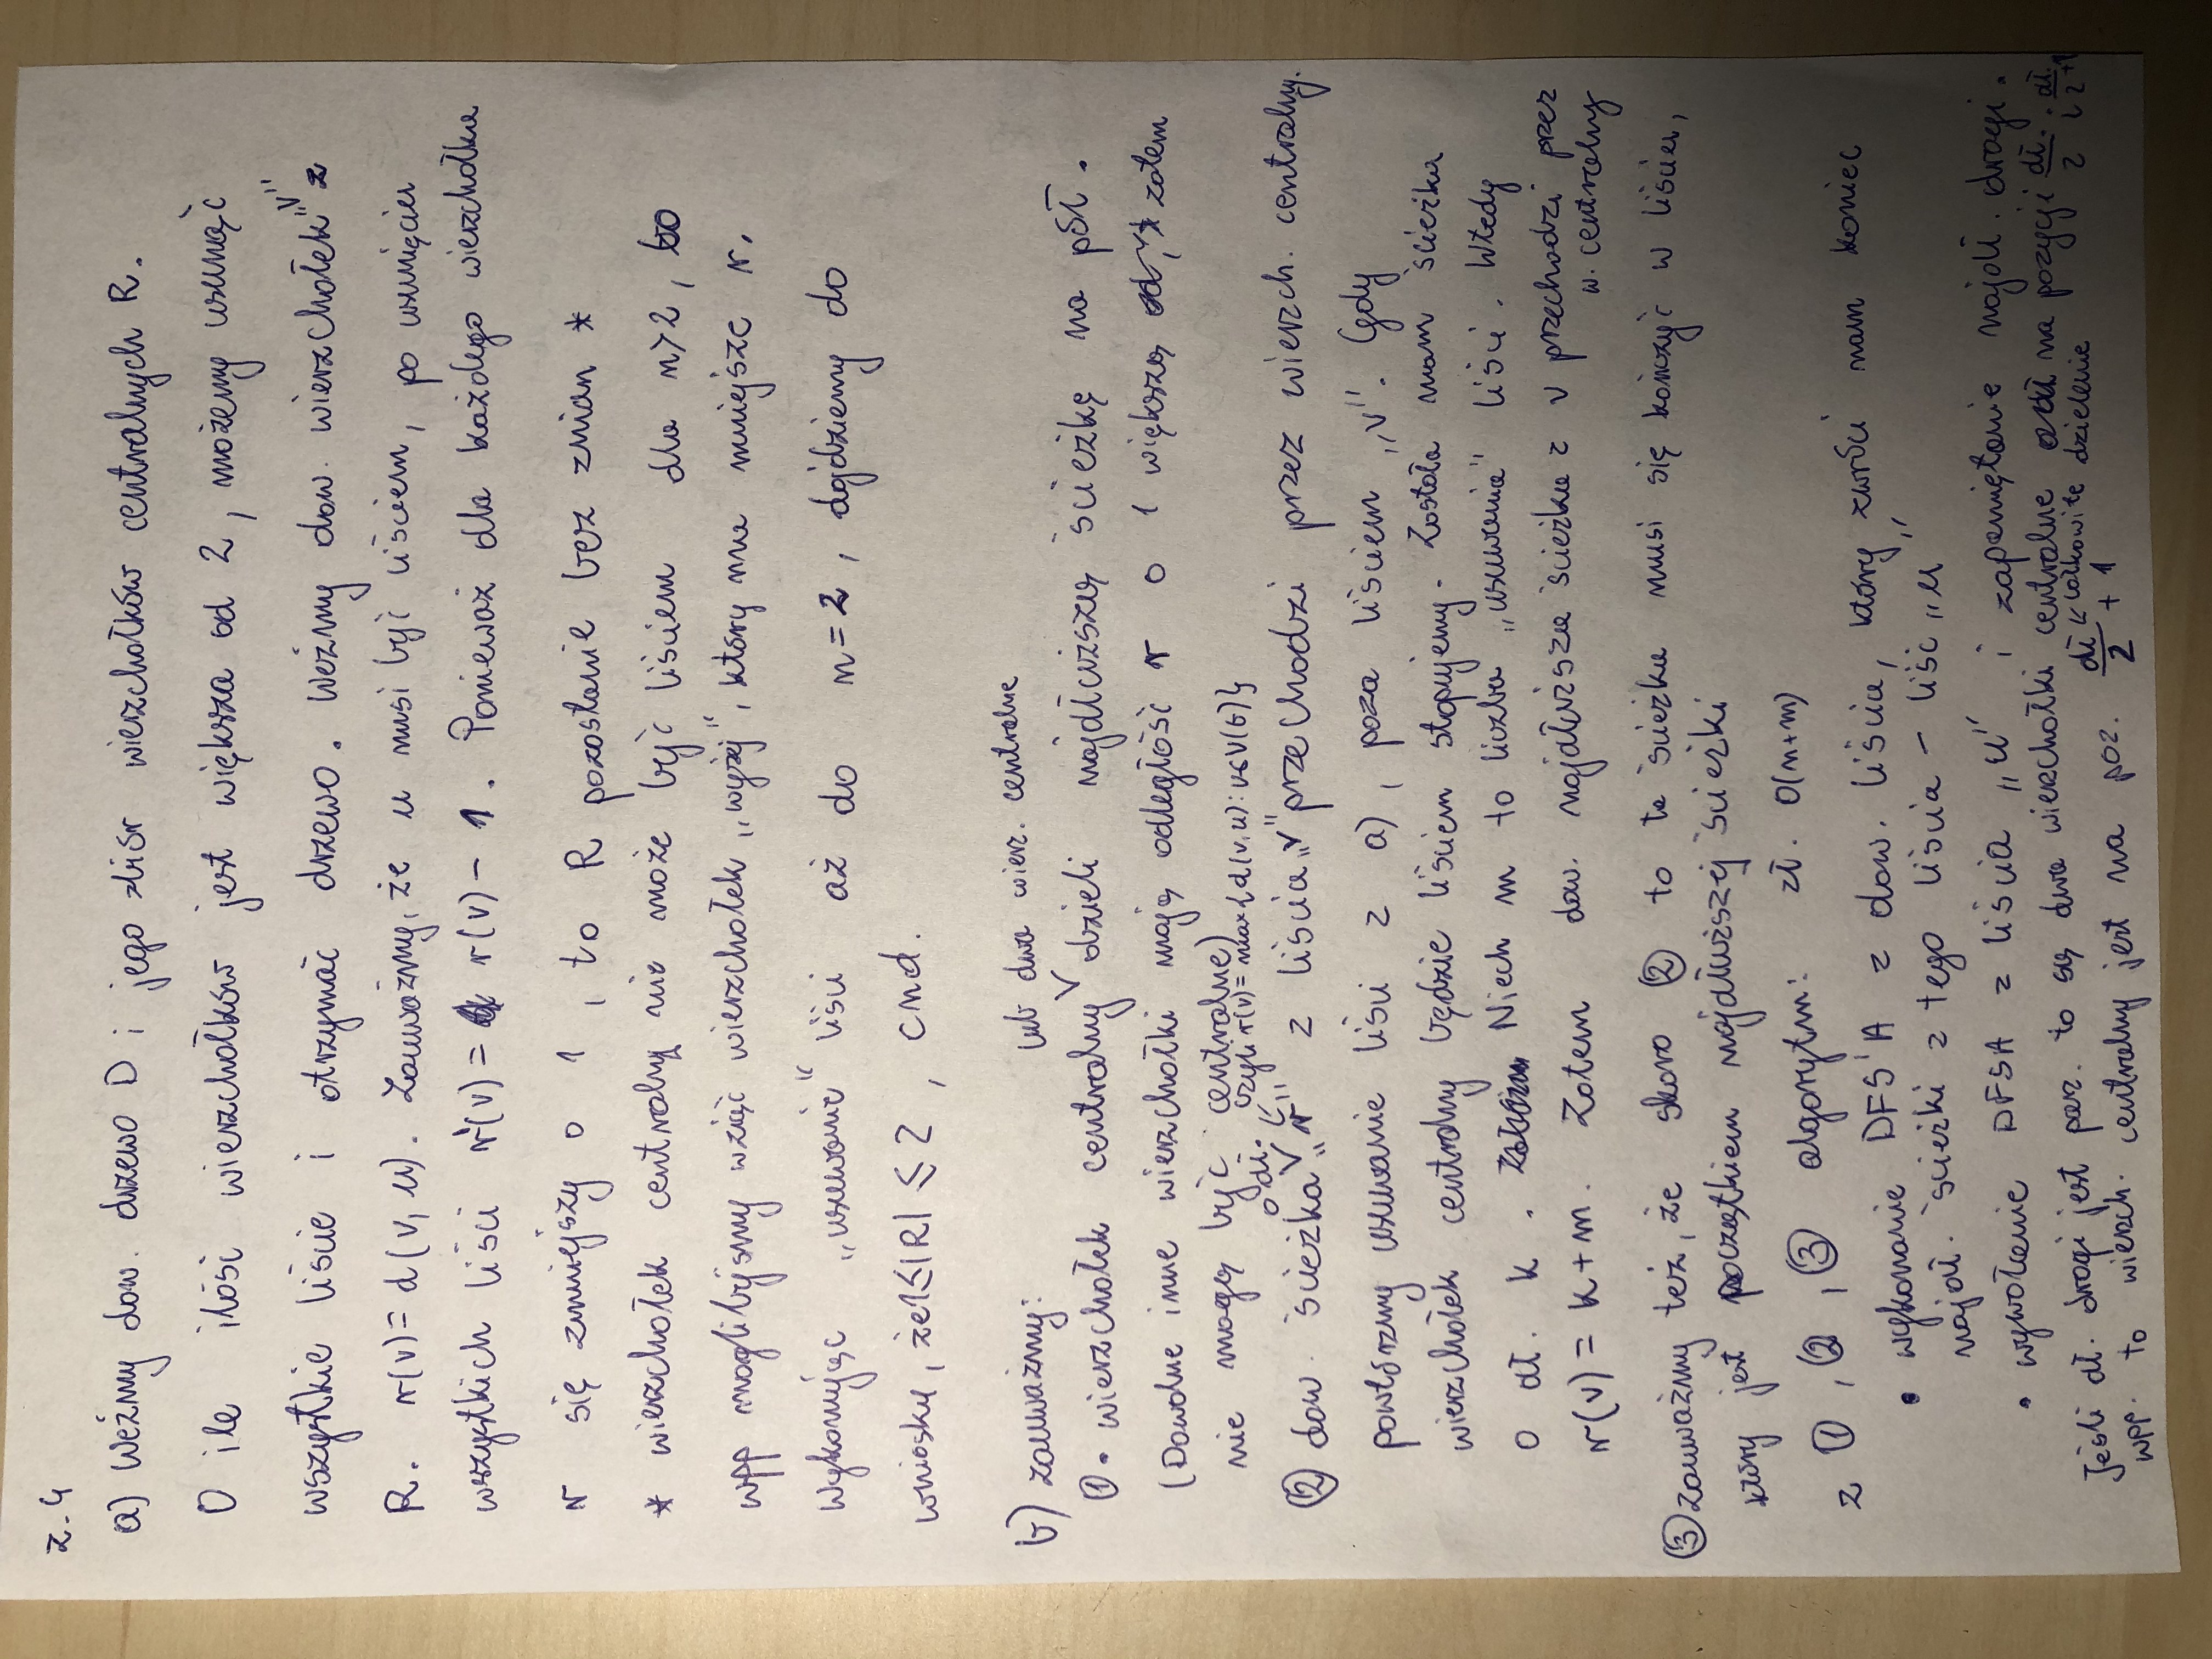 z. 4
a) Weźmy dow. drzewo D i jego zbiór wierzchołków centralnych R.
O ile ilość wierzchołków jest większa od 2, możemy usunąć
wszystkie liście i otrzymać drzewo. Weźmy dow. wierzchołek „v" z
R. r(v) = d(v, u). Zauważmy, że u musi być liściem, po usunięciu
wszystkich liści r'(v) = r(v) - 1. Ponieważ dla każdego wierzchołka
r się zmniejszy o 1, to R pozostanie bez zmian *
* wierzchołek centralny nie może być liściem dla n>2, bo
wpp moglibyśmy wziąć wierzchołek „wyżej", który ma mniejsze r.
Wykonując „usuwanie" liści aż do n=2, dojdziemy do
wniosku, że 1≤|R| ≤ 2, cnd.
b) zauważmy:
lub dwa wierz. centralne
① • wierzchołek centralny dzieli najdłuższą ścieżkę na pół.
(Dowolne inne wierzchołki mają odległość r o 1 większą, zatem
nie mogą być centralne)
o dł. czyli r(v) = max{d(v,u): u∈V(G)}
② dow. ścieżka „r" z liścia „v" przechodzi przez wierzch. centralny.
powtórzmy usuwanie liści z a), poza liściem „v". Gdy
wierzchołek centralny będzie liściem stopujemy. Została nam ścieżka
o dł. k. Niech m to liczba „usuwania" liści. Wtedy
r(v) = k+m. Zatem dow. najdłuższa ścieżka z v przechodzi przez
w. centralny
③ zauważmy też, że skoro ② to ta ścieżka musi się kończyć w liściu,
który jest początkiem najdłuższej ścieżki
z ①, ②, ③ algorytm: zł. O(n+m)
• wykonanie DFS'A z dow. liścia, który zwróci nam koniec
najdł. ścieżki z tego liścia - liść „u"
• wywołanie DFSA z liścia „u" i zapamiętanie najdł. drogi.
Jeśli dł. drogi jest parz. to są dwa wierzchołki centralne na pozycji dł./2 i dł./2 +1
wpp. to wierzch. centralny jest na poz. dł/2 + 1 ← całkowite dzielenie